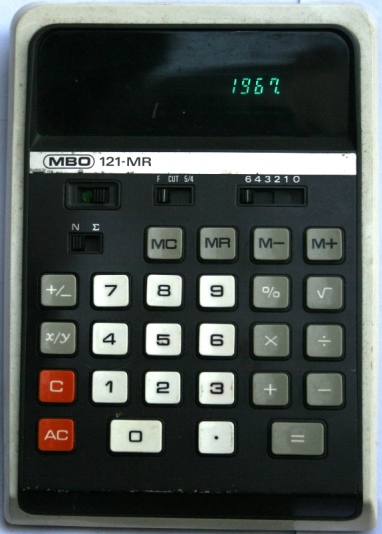 1967.
MBO 121-MR
F CUT 5/4
6 4 3 2 1 0
N Σ
MC MR M− M+
+/− 7 8 9 % √
x/y 4 5 6 × ÷
C 1 2 3 + −
AC 0 . =